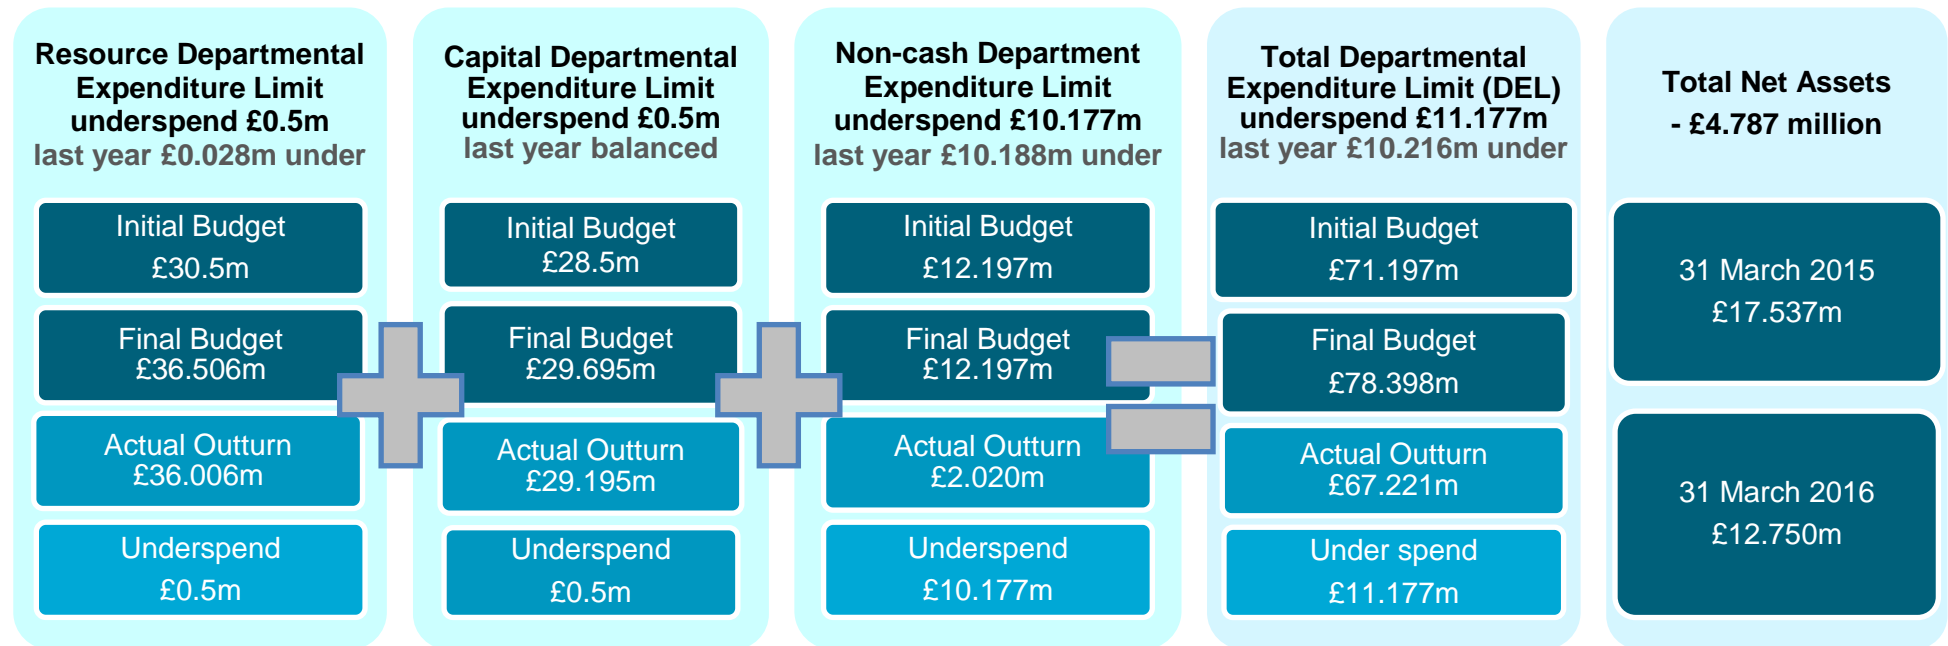 Resource Departmental
Expenditure Limit
underspend £0.5m
last year £0.028m under
Initial Budget
£30.5m
Final Budget
£36.506m
Actual Outturn
£36.006m
Underspend
£0.5m
Capital Departmental
Expenditure Limit
underspend £0.5m
last year balanced
Initial Budget
£28.5m
Final Budget
£29.695m
Actual Outturn
£29.195m
Underspend
£0.5m
Non-cash Department
Expenditure Limit
underspend £10.177m
last year £10.188m under
Initial Budget
£12.197m
Final Budget
£12.197m
Actual Outturn
£2.020m
Underspend
£10.177m
Total Departmental
Expenditure Limit (DEL)
underspend £11.177m
last year £10.216m under
Initial Budget
£71.197m
Final Budget
£78.398m
Actual Outturn
£67.221m
Under spend
£11.177m
Total Net Assets
- £4.787 million
31 March 2015
£17.537m
31 March 2016
£12.750m